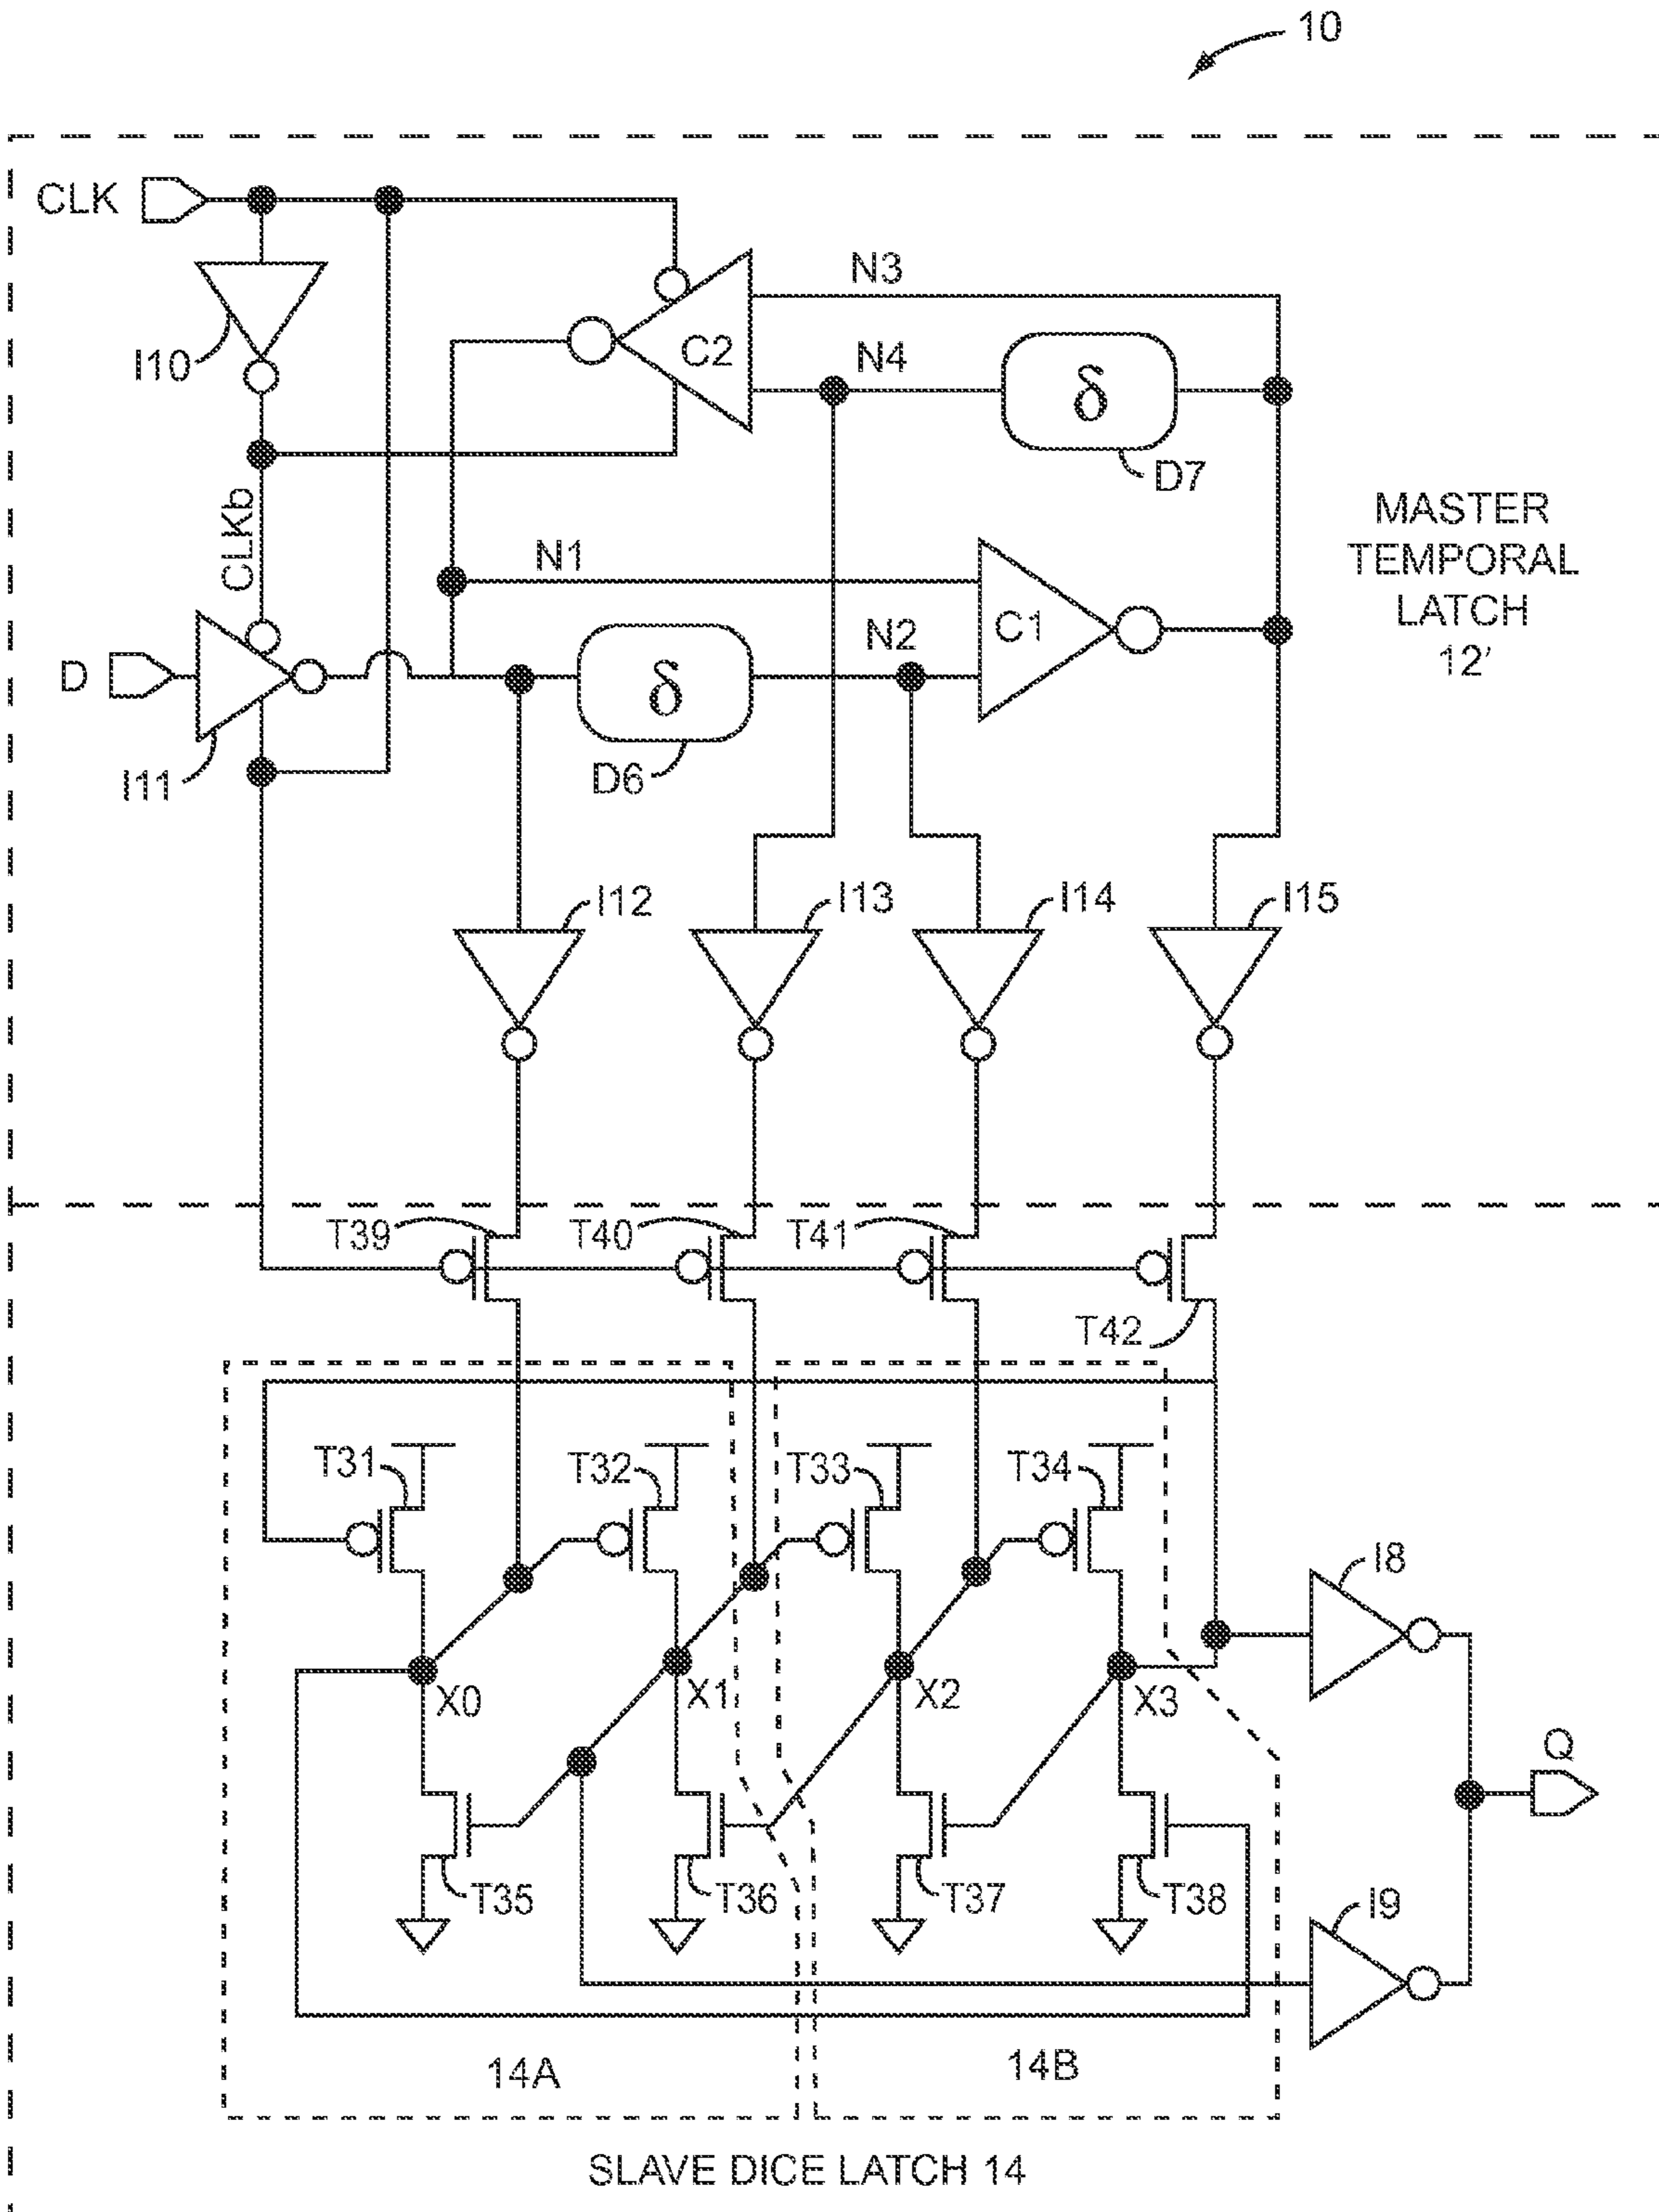 10
CLK
N3
C2
N4
I10
δ
D7
CLKb
MASTER
TEMPORAL
LATCH
12'
N1
C1
N2
D
δ
I11
D6
I12
I13
I14
I15
T39
T40
T41
T42
T31
T32
T33
T34
I8
X0
X1
X2
X3
Q
T35
T36
T37
T38
I9
14A
14B
SLAVE DICE LATCH 14